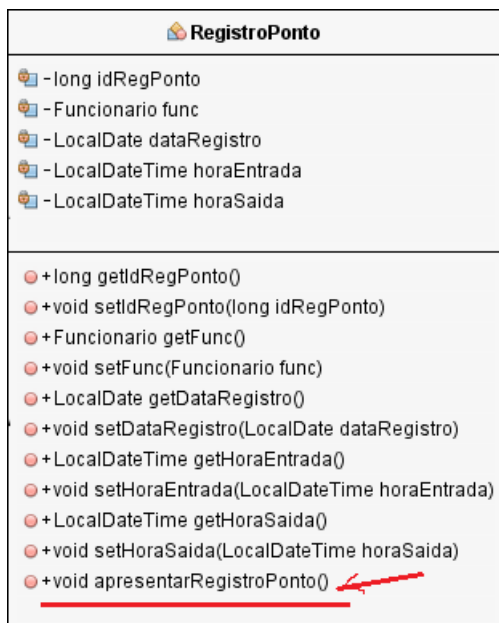 RegistroPonto
-long idRegPonto
-Funcionario func
-LocalDate dataRegistro
-LocalDateTime horaEntrada
-LocalDateTime horaSaida
+long getIdRegPonto()
+void setIdRegPonto(long idRegPonto)
+Funcionario getFunc()
+void setFunc(Funcionario func)
+LocalDate getDataRegistro()
+void setDataRegistro(LocalDate dataRegistro)
+LocalDateTime getHoraEntrada()
+void setHoraEntrada(LocalDateTime horaEntrada)
+LocalDateTime getHoraSaida()
+void setHoraSaida(LocalDateTime horaSaida)
+void apresentarRegistroPonto()